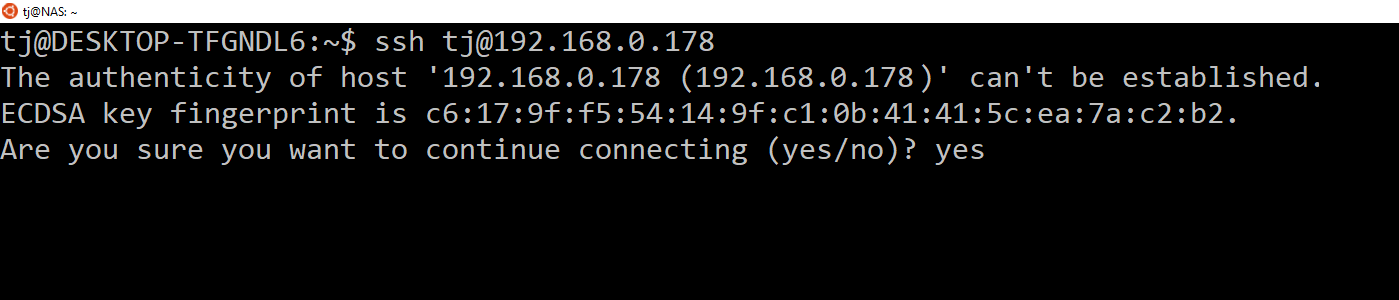 tj@NAS: ~
tj@DESKTOP-TFGNDL6:~$ ssh tj@192.168.0.178
The authenticity of host '192.168.0.178 (192.168.0.178)' can't be established.
ECDSA key fingerprint is c6:17:9f:f5:54:14:9f:c1:0b:41:41:5c:ea:7a:c2:b2.
Are you sure you want to continue connecting (yes/no)? yes